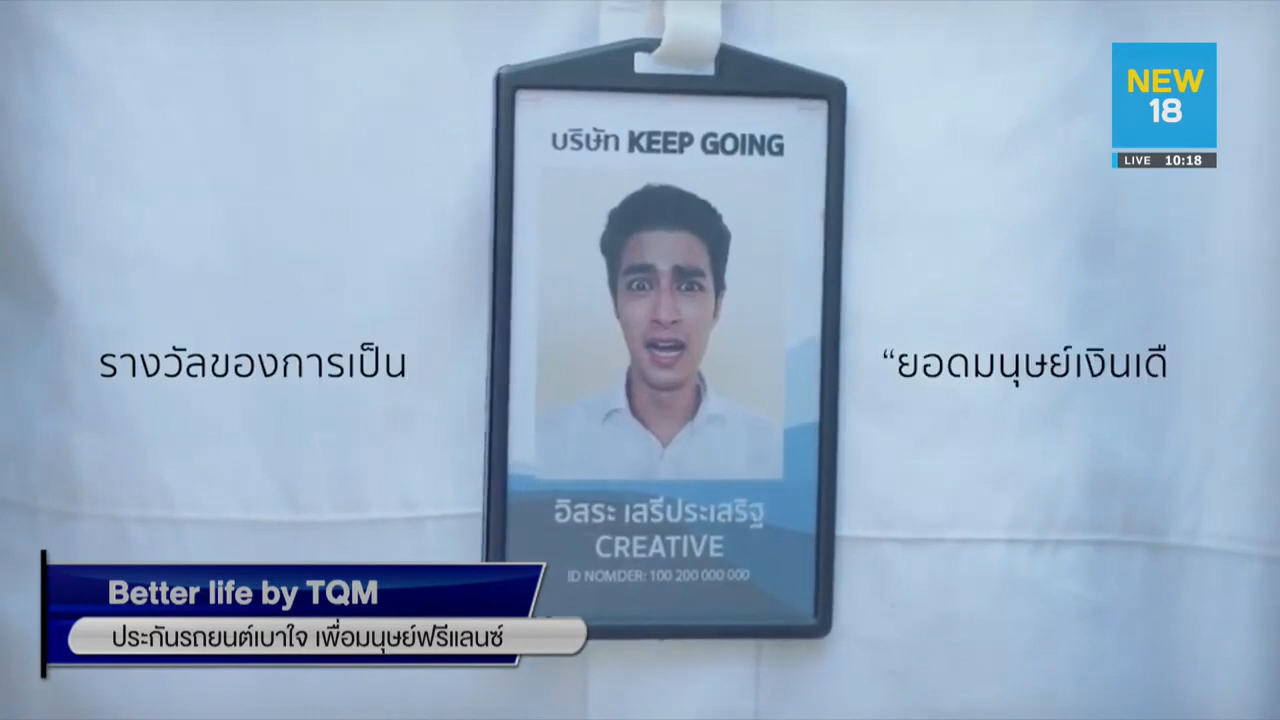 NEW
18
LIVE 10:18
บริษัท KEEP GOING
รางวัลของการเป็น
“ยอดมนุษย์เงินเดื
อิสระ เสรีประเสริฐ
CREATIVE
ID NOMDER: 100 200 000 000
Better life by TQM
ประกันรถยนต์เบาใจ เพื่อมนุษย์ฟรีแลนซ์